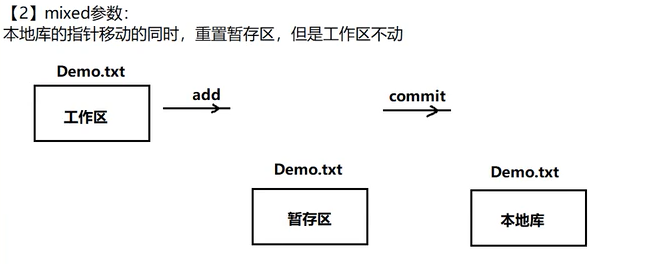 【2】mixed参数：
本地库的指针移动的同时，重置暂存区，但是工作区不动
Demo.txt
工作区
add
commit
Demo.txt
暂存区
Demo.txt
本地库